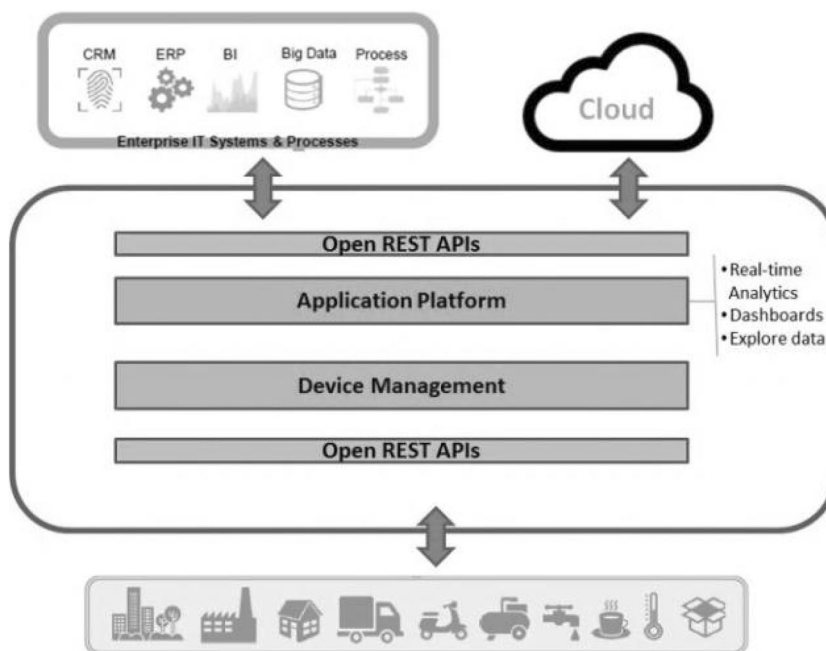 CRM ERP BI Big Data Process
Enterprise IT Systems & Processes
Cloud
Open REST APIs
Application Platform
• Real-time
Analytics
• Dashboards
• Explore data
Device Management
Open REST APIs